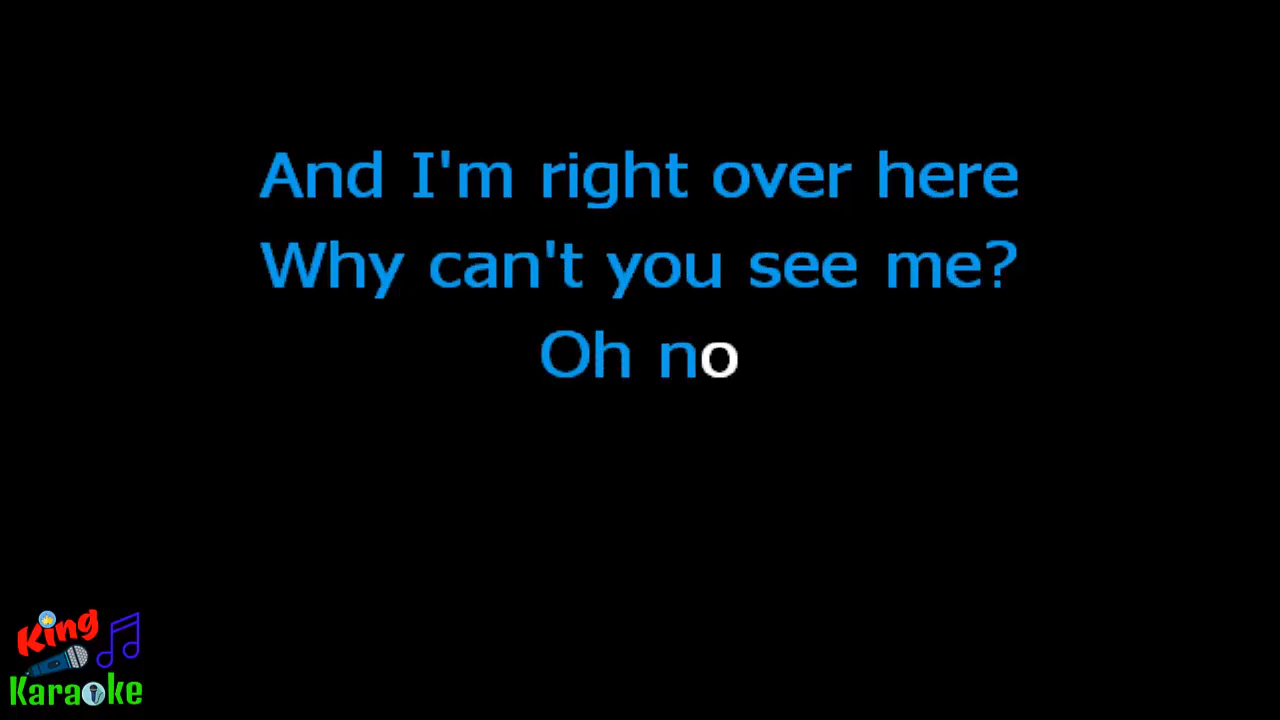 And I'm right over here
Why can't you see me?
Oh no
King
Karaoke